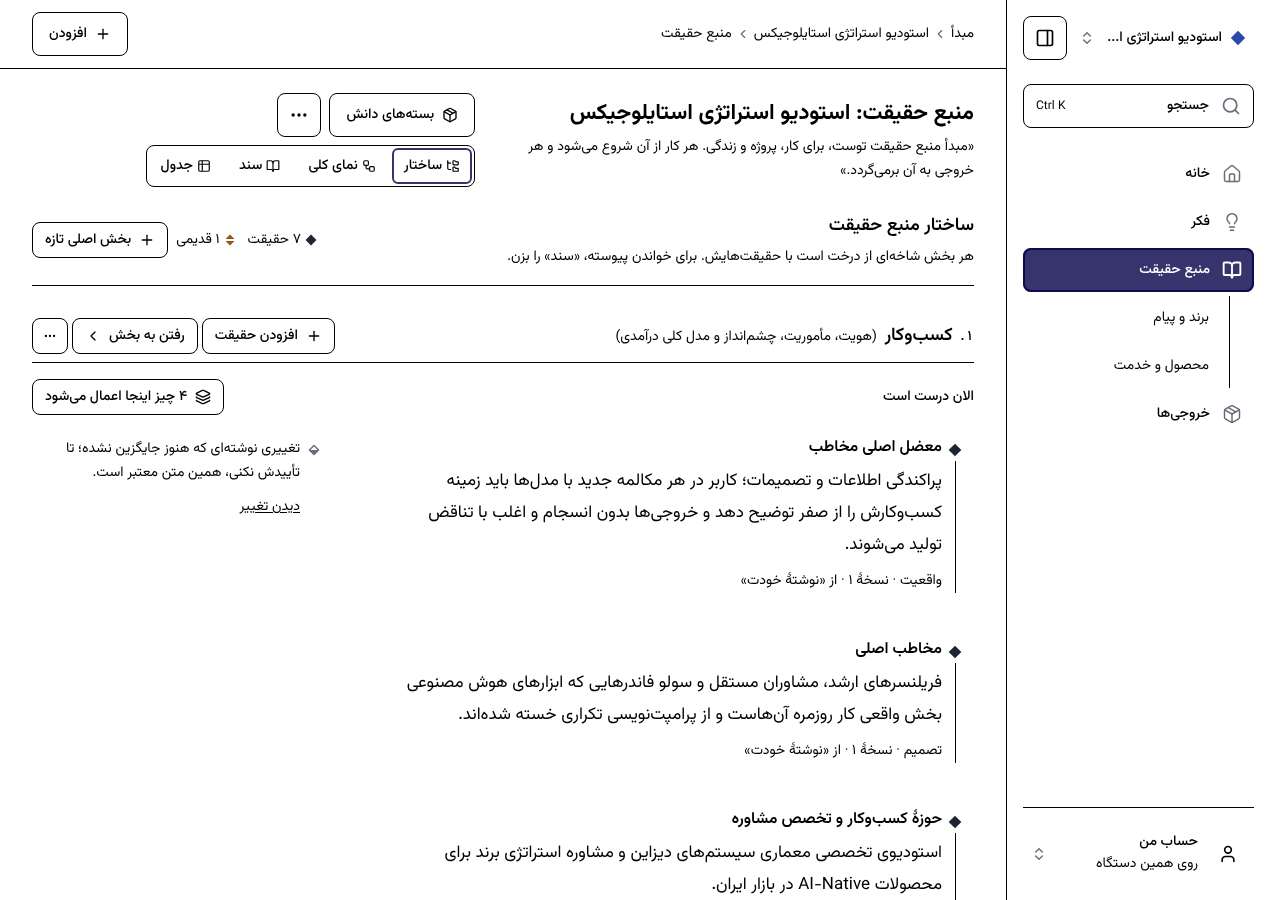 استودیو استراتژی ا...
جستجو
Ctrl K
خانه
فکر
منبع حقیقت
برند و پیام
محصول و خدمت
خروجی‌ها
حساب من
روی همین دستگاه
مبدأ › استودیو استراتژی استایلوجیکس › منبع حقیقت
افزودن
منبع حقیقت: استودیو استراتژی استایلوجیکس
«مبدأ منبع حقیقت توست، برای کار، پروژه و زندگی. هر کار از آن شروع می‌شود و هر
خروجی به آن برمی‌گردد.»
بسته‌های دانش
ساختار
نمای کلی
سند
جدول
ساختار منبع حقیقت
هر بخش شاخه‌ای از درخت است با حقیقت‌هایش. برای خواندن پیوسته، «سند» را بزن.
۷ حقیقت
۱ قدیمی
بخش اصلی تازه
۱. کسب‌وکار (هویت، مأموریت، چشم‌انداز و مدل کلی درآمدی)
افزودن حقیقت
رفتن به بخش
الان درست است
۴ چیز اینجا اعمال می‌شود
معضل اصلی مخاطب
پراکندگی اطلاعات و تصمیمات؛ کاربر در هر مکالمه جدید با مدل‌ها باید زمینه
کسب‌وکارش را از صفر توضیح دهد و خروجی‌ها بدون انسجام و اغلب با تناقض
تولید می‌شوند.
واقعیت · نسخهٔ ۱ · از «نوشتهٔ خودت»
تغییری نوشته‌ای که هنوز جایگزین نشده؛ تا
تأییدش نکنی، همین متن معتبر است.
دیدن تغییر
مخاطب اصلی
فریلنسرهای ارشد، مشاوران مستقل و سولو فاندرهایی که ابزارهای هوش مصنوعی
بخش واقعی کار روزمره آن‌هاست و از پرامپت‌نویسی تکراری خسته شده‌اند.
تصمیم · نسخهٔ ۱ · از «نوشتهٔ خودت»
حوزهٔ کسب‌وکار و تخصص مشاوره
استودیوی تخصصی معماری سیستم‌های دیزاین و مشاوره استراتژی برند برای
محصولات AI-Native در بازار ایران.